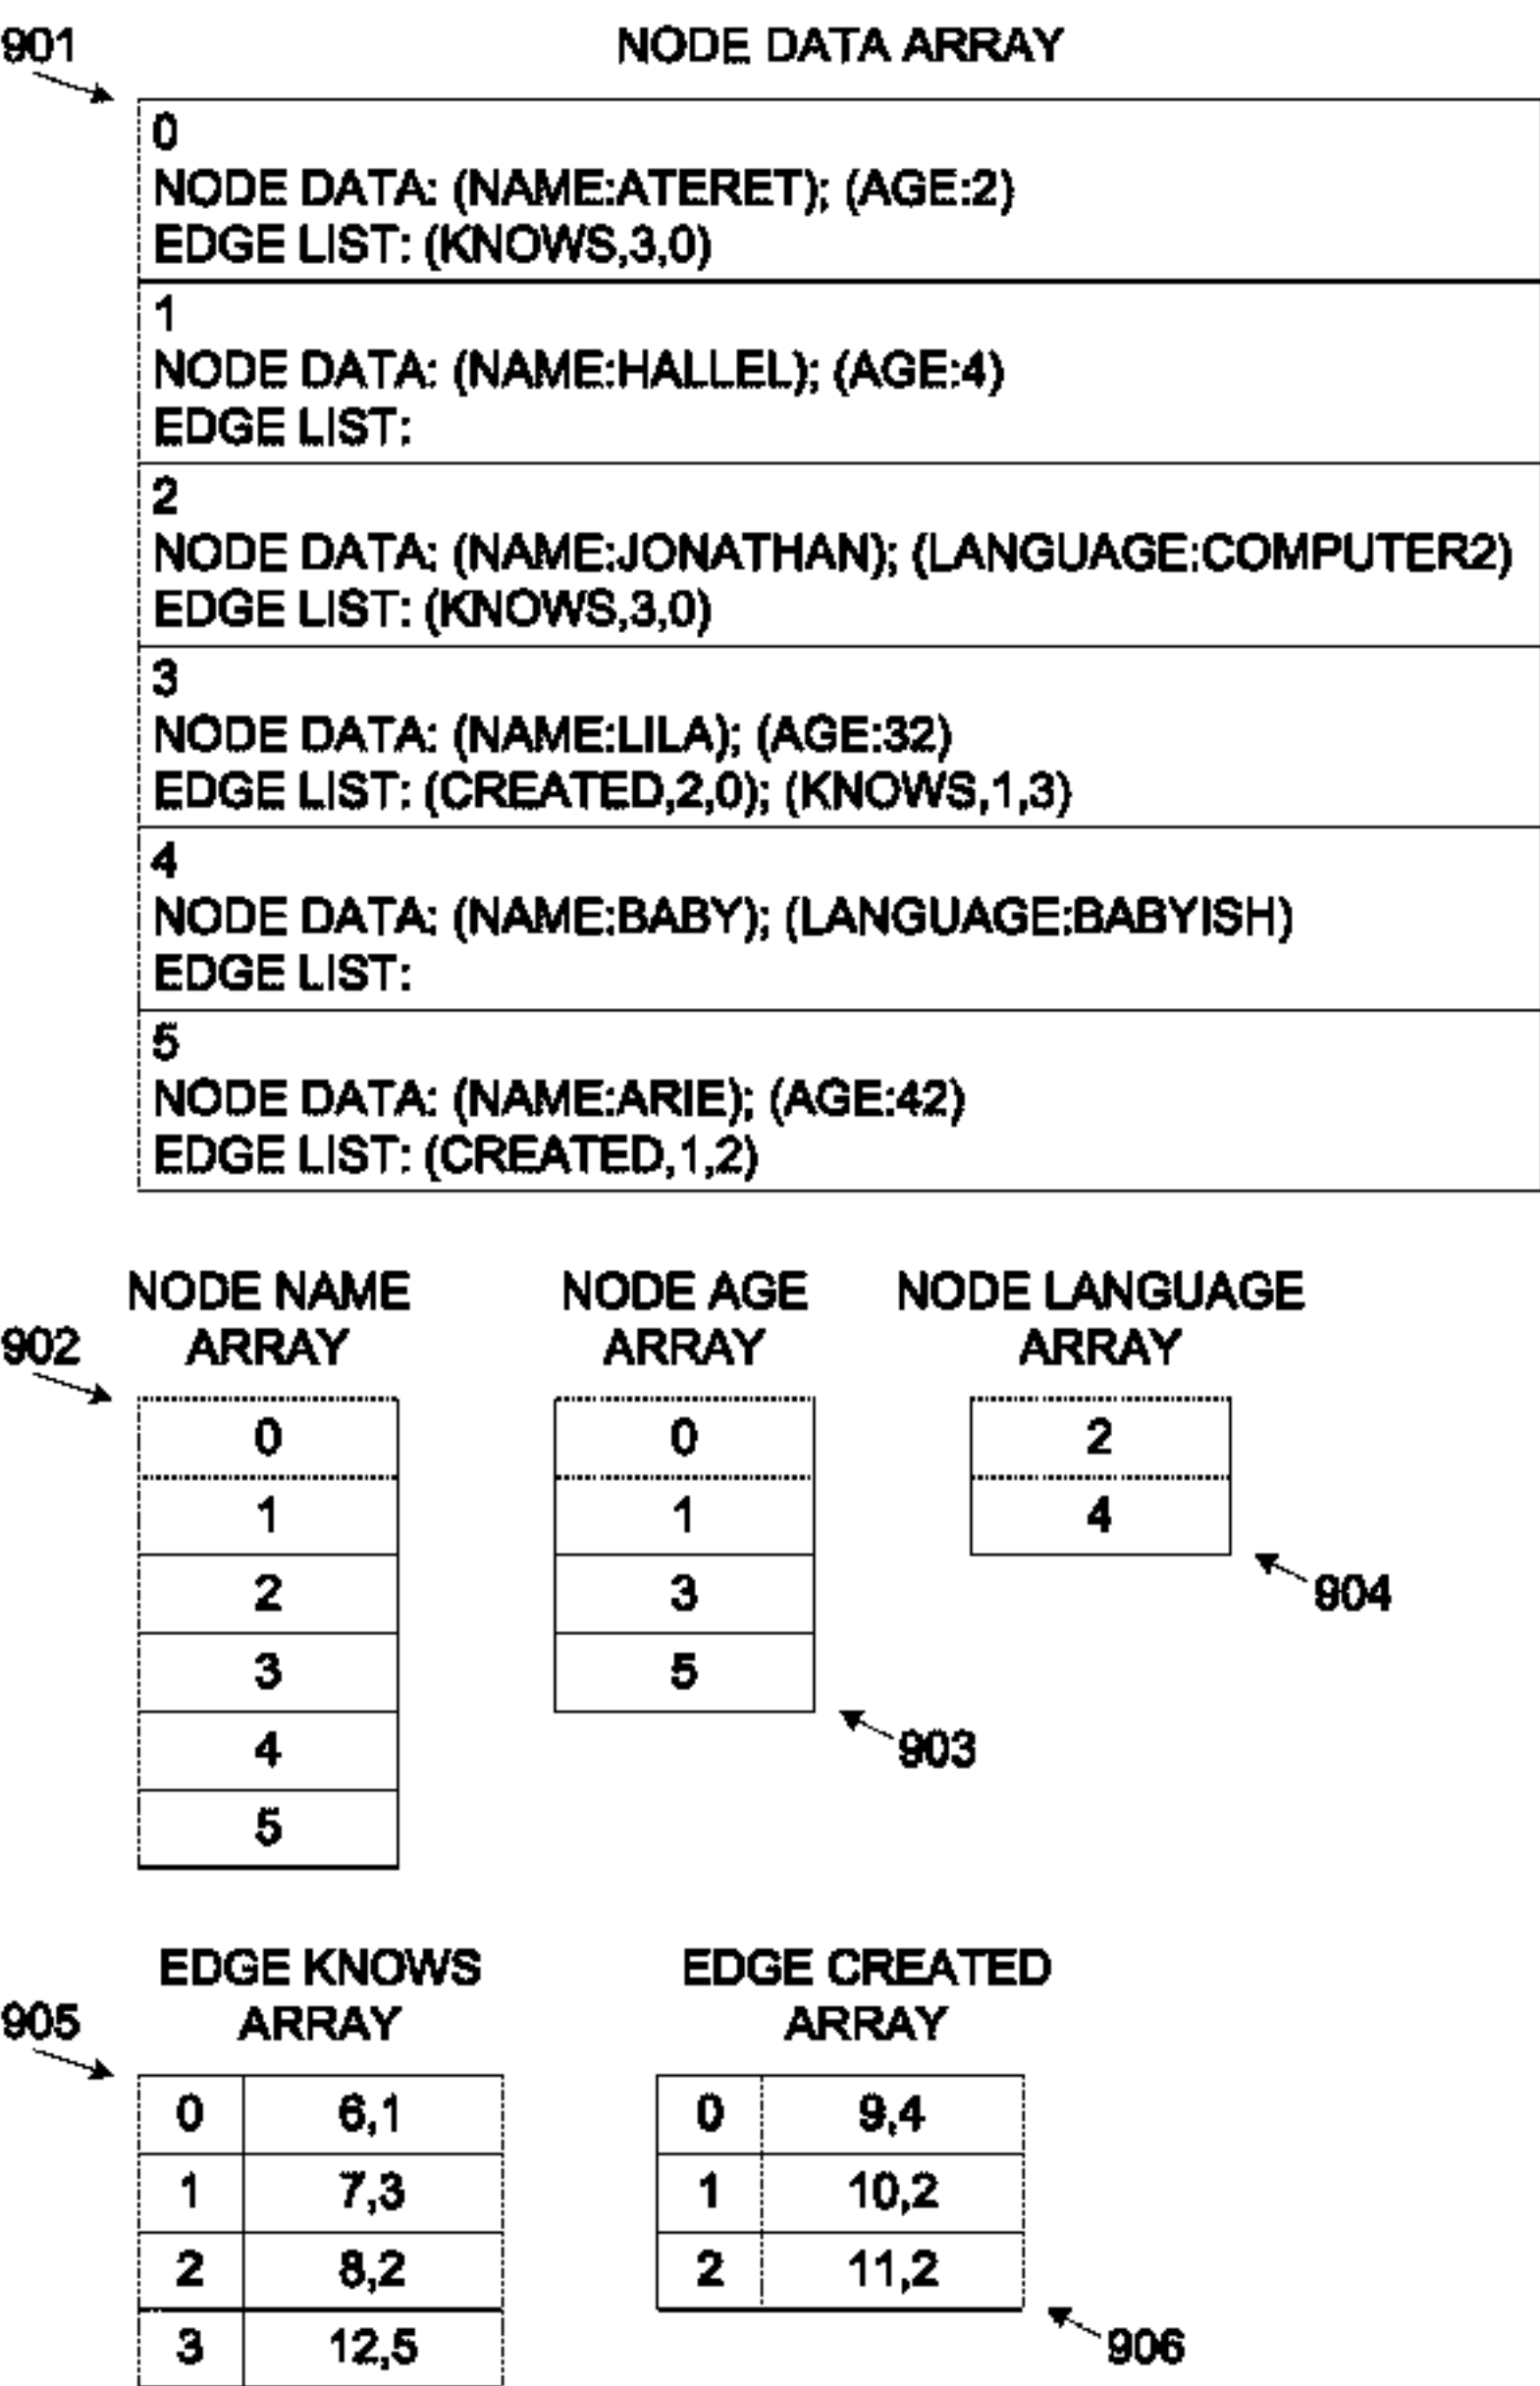 901
NODE DATA ARRAY
0
NODE DATA: (NAME:ATERET); (AGE:2)
EDGE LIST: (KNOWS,3,0)
1
NODE DATA: (NAME:HALLEL); (AGE:4)
EDGE LIST:
2
NODE DATA: (NAME:JONATHAN); (LANGUAGE:COMPUTER2)
EDGE LIST: (KNOWS,3,0)
3
NODE DATA: (NAME:LILA); (AGE:32)
EDGE LIST: (CREATED,2,0); (KNOWS,1,3)
4
NODE DATA: (NAME:BABY); (LANGUAGE:BABYISH)
EDGE LIST:
5
NODE DATA: (NAME:ARIE); (AGE:42)
EDGE LIST: (CREATED,1,2)
902
NODE NAME
ARRAY
0
1
2
3
4
5
NODE AGE
ARRAY
0
1
3
5
903
NODE LANGUAGE
ARRAY
2
4
904
905
EDGE KNOWS
ARRAY
0 6,1
1 7,3
2 8,2
3 12,5
EDGE CREATED
ARRAY
0 9,4
1 10,2
2 11,2
906